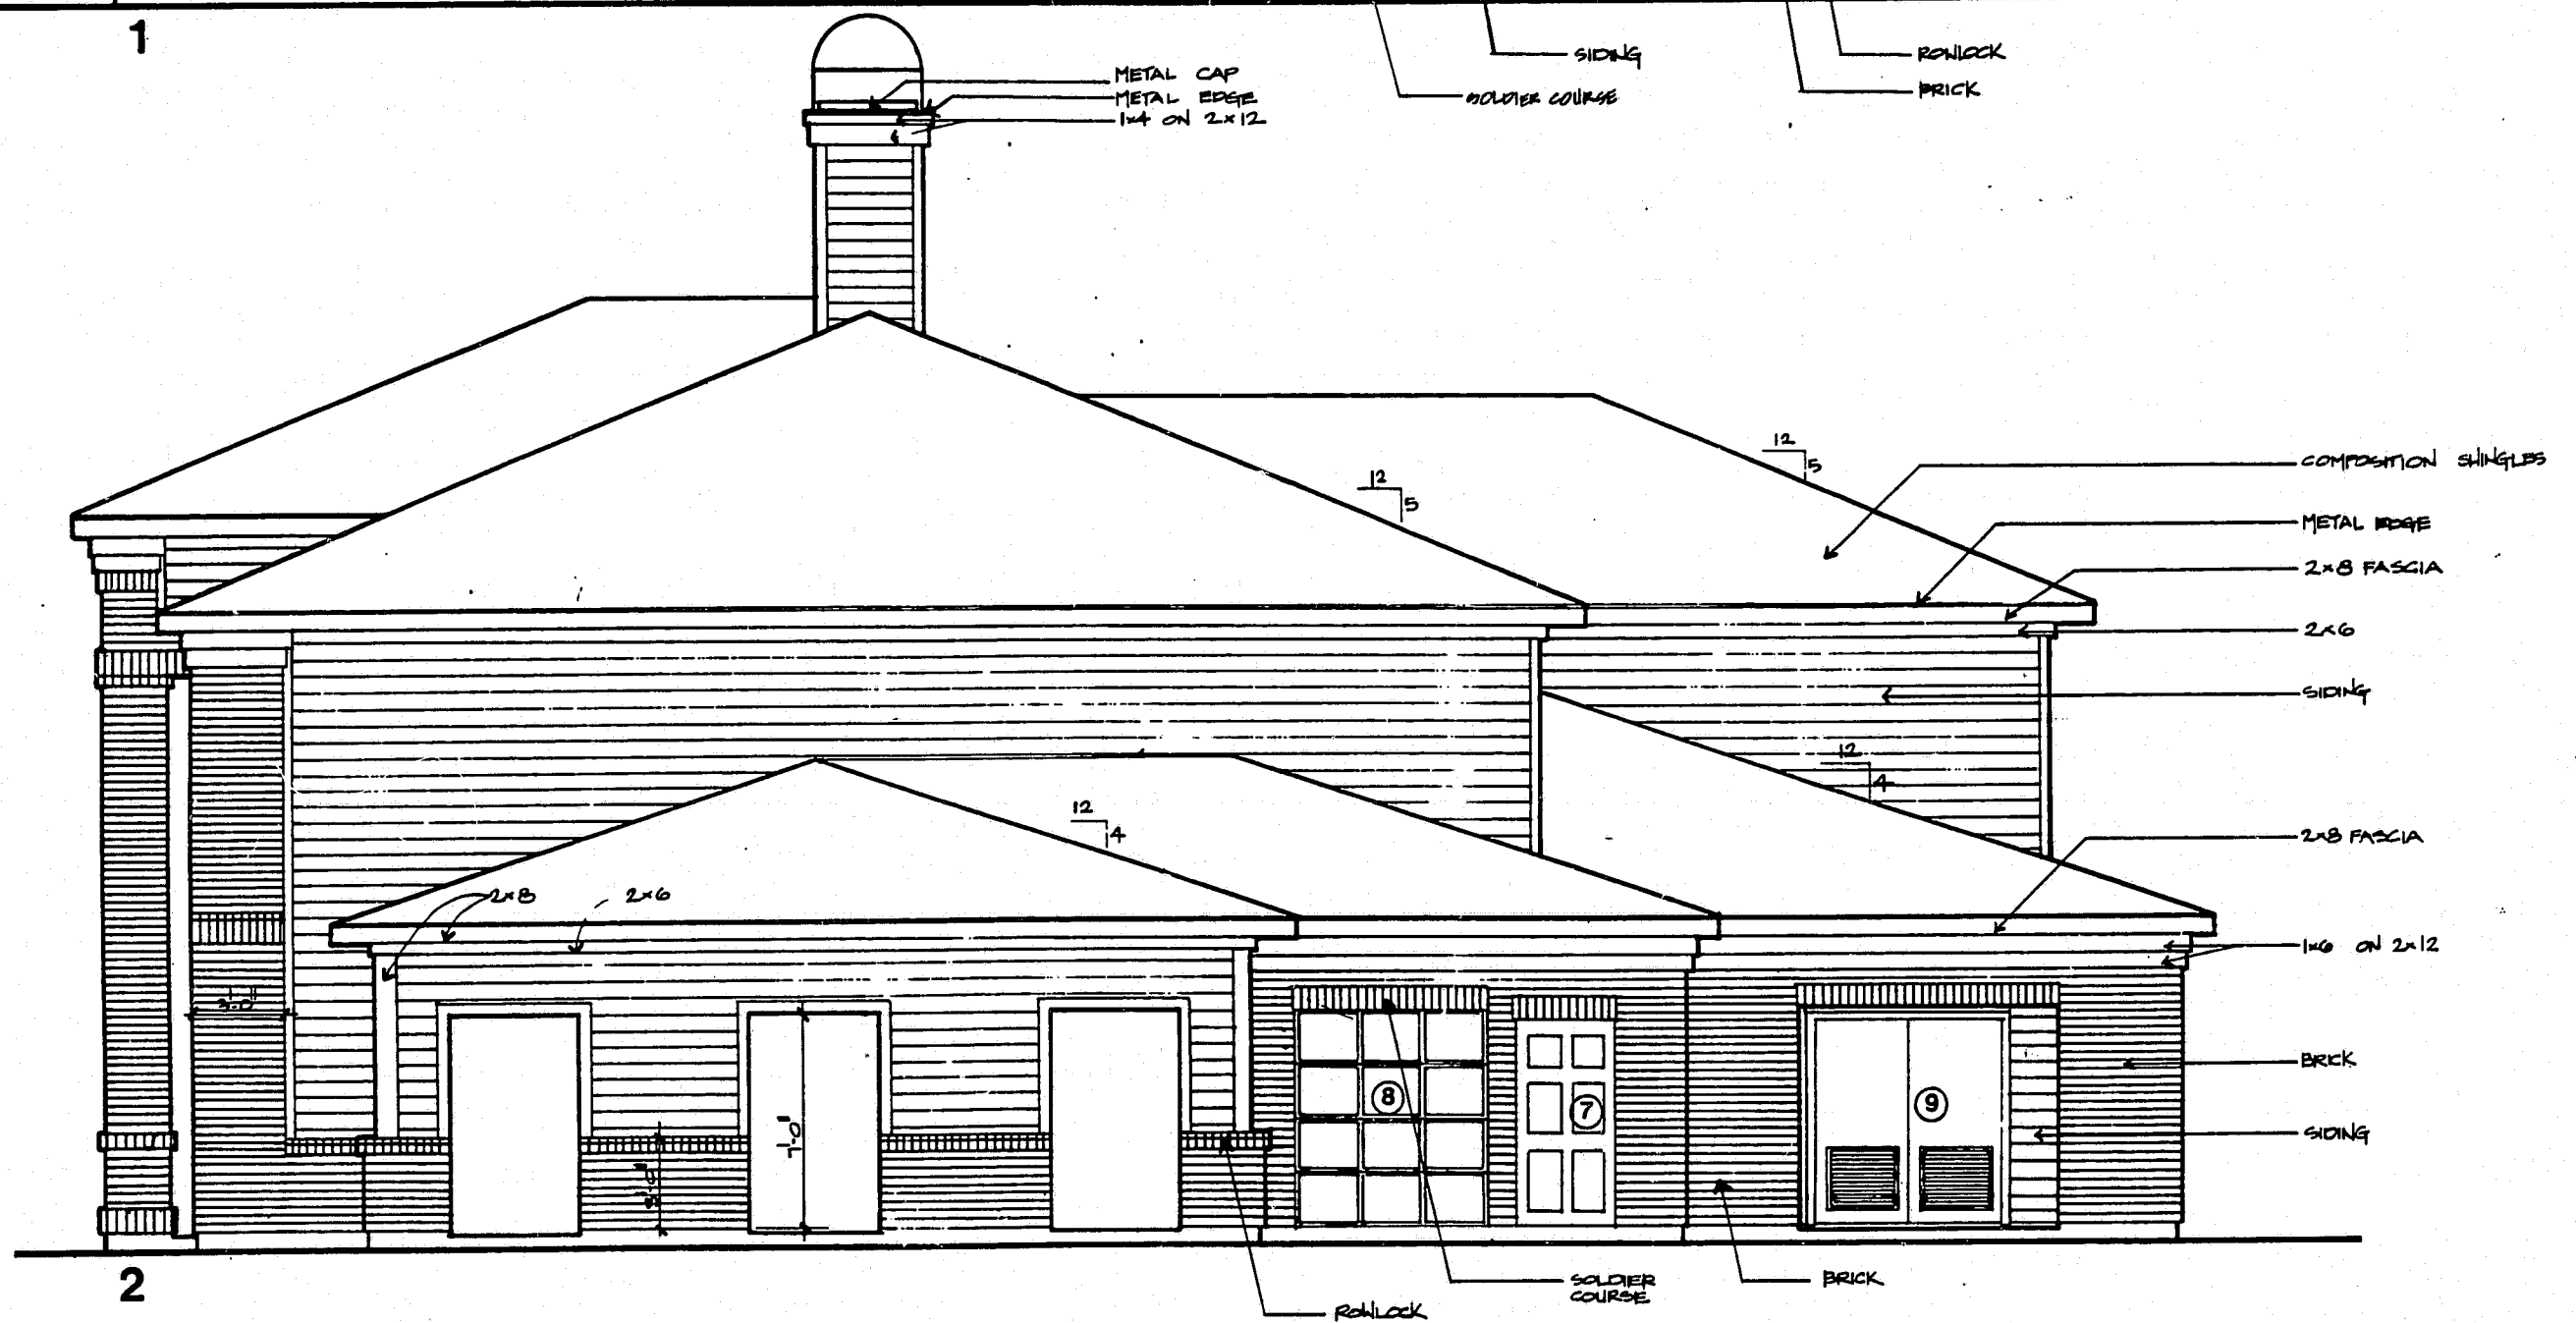 1
SIDING
ROWLOCK
SOLDIER COURSE
BRICK
METAL CAP
METAL EDGE
1x4 ON 2x12
12
5
12
5
COMPOSITION SHINGLES
METAL EDGE
2x8 FASCIA
2x6
SIDING
12
4
12
4
2x8 FASCIA
2x8
2x6
1x6 ON 2x12
3'-0"
BRICK
8
7
9
7'-0"
SIDING
3'-0"
2
SOLDIER
COURSE
BRICK
ROWLOCK